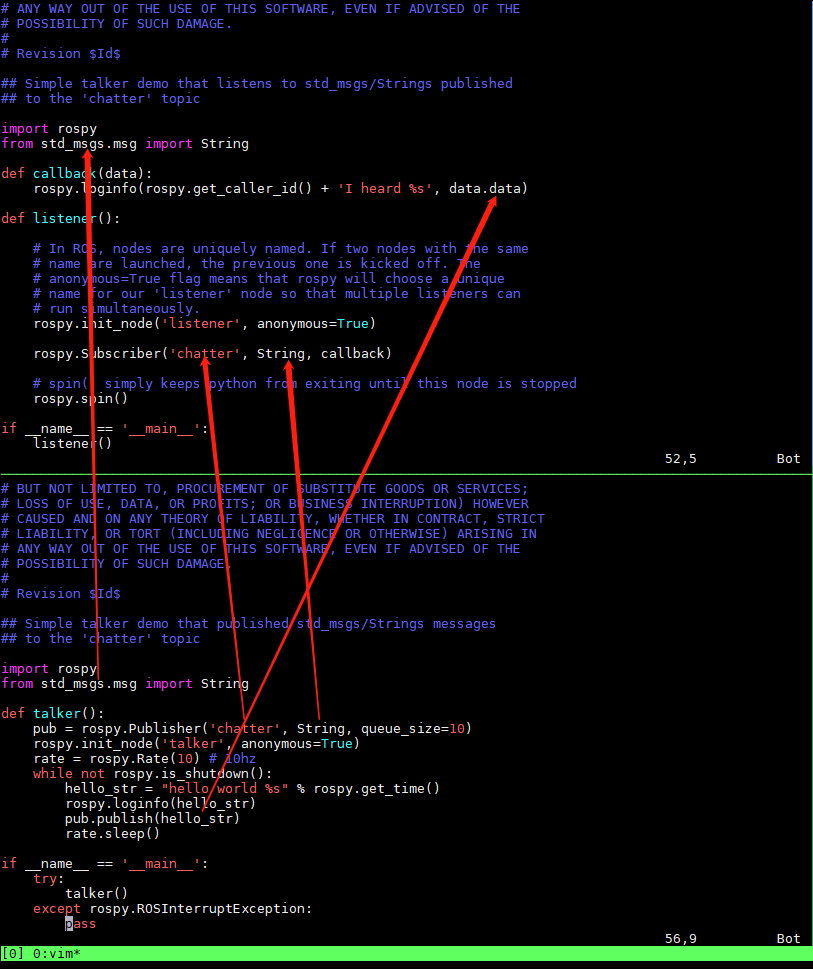 # ANY WAY OUT OF THE USE OF THIS SOFTWARE, EVEN IF ADVISED OF THE
# POSSIBILITY OF SUCH DAMAGE.
#
# Revision $Id$

## Simple talker demo that listens to std_msgs/Strings published
## to the 'chatter' topic

import rospy
from std_msgs.msg import String

def callback(data):
    rospy.loginfo(rospy.get_caller_id() + 'I heard %s', data.data)

def listener():

    # In ROS, nodes are uniquely named. If two nodes with the same
    # name are launched, the previous one is kicked off. The
    # anonymous=True flag means that rospy will choose a unique
    # name for our 'listener' node so that multiple listeners can
    # run simultaneously.
    rospy.init_node('listener', anonymous=True)

    rospy.Subscriber('chatter', String, callback)

    # spin() simply keeps python from exiting until this node is stopped
    rospy.spin()

if __name__ == '__main__':
    listener()
52,5 Bot
# BUT NOT LIMITED TO, PROCUREMENT OF SUBSTITUTE GOODS OR SERVICES;
# LOSS OF USE, DATA, OR PROFITS; OR BUSINESS INTERRUPTION) HOWEVER
# CAUSED AND ON ANY THEORY OF LIABILITY, WHETHER IN CONTRACT, STRICT
# LIABILITY, OR TORT (INCLUDING NEGLIGENCE OR OTHERWISE) ARISING IN
# ANY WAY OUT OF THE USE OF THIS SOFTWARE, EVEN IF ADVISED OF THE
# POSSIBILITY OF SUCH DAMAGE.
#
# Revision $Id$

## Simple talker demo that published std_msgs/Strings messages
## to the 'chatter' topic

import rospy
from std_msgs.msg import String

def talker():
    pub = rospy.Publisher('chatter', String, queue_size=10)
    rospy.init_node('talker', anonymous=True)
    rate = rospy.Rate(10) # 10hz
    while not rospy.is_shutdown():
        hello_str = "hello world %s" % rospy.get_time()
        rospy.loginfo(hello_str)
        pub.publish(hello_str)
        rate.sleep()

if __name__ == '__main__':
    try:
        talker()
    except rospy.ROSInterruptException:
        pass
56,9 Bot
[0] 0:vim*